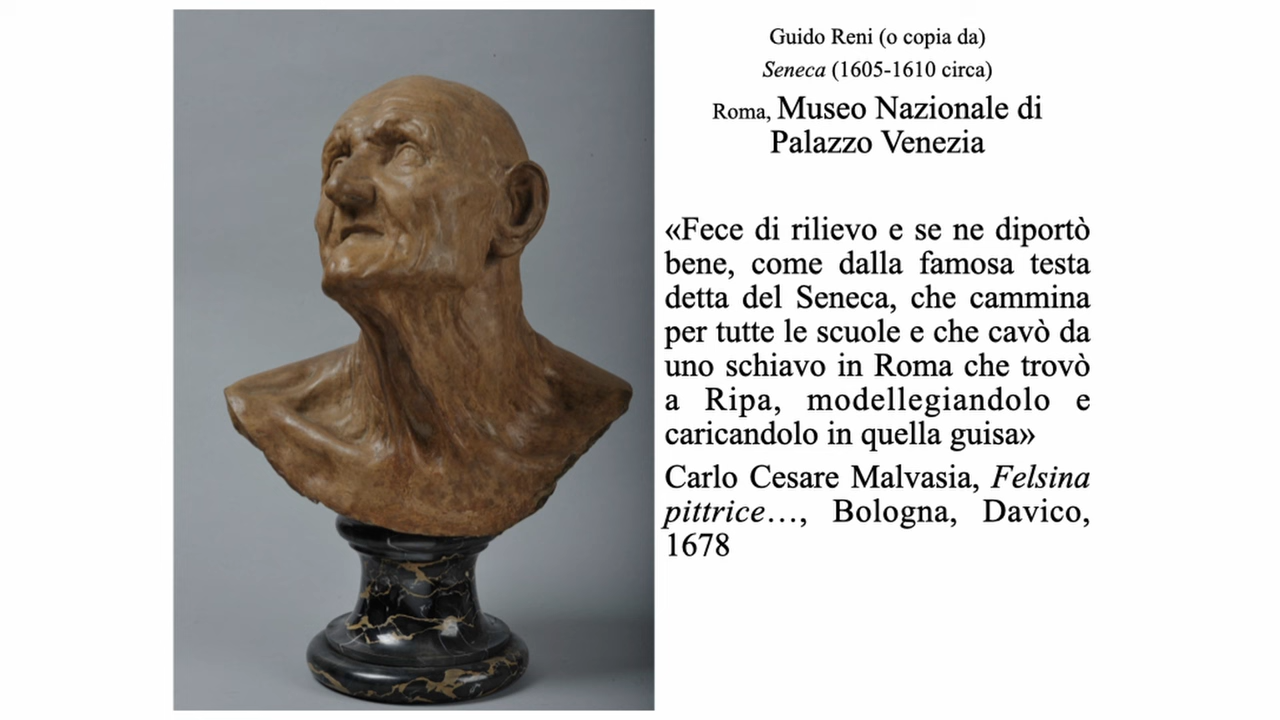 Guido Reni (o copia da)
Seneca (1605-1610 circa)
Roma, Museo Nazionale di
Palazzo Venezia
«Fece di rilievo e se ne diportò
bene, come dalla famosa testa
detta del Seneca, che cammina
per tutte le scuole e che cavò da
uno schiavo in Roma che trovò
a Ripa, modellegiandolo e
caricandolo in quella guisa»
Carlo Cesare Malvasia, Felsina
pittrice…, Bologna, Davico,
1678